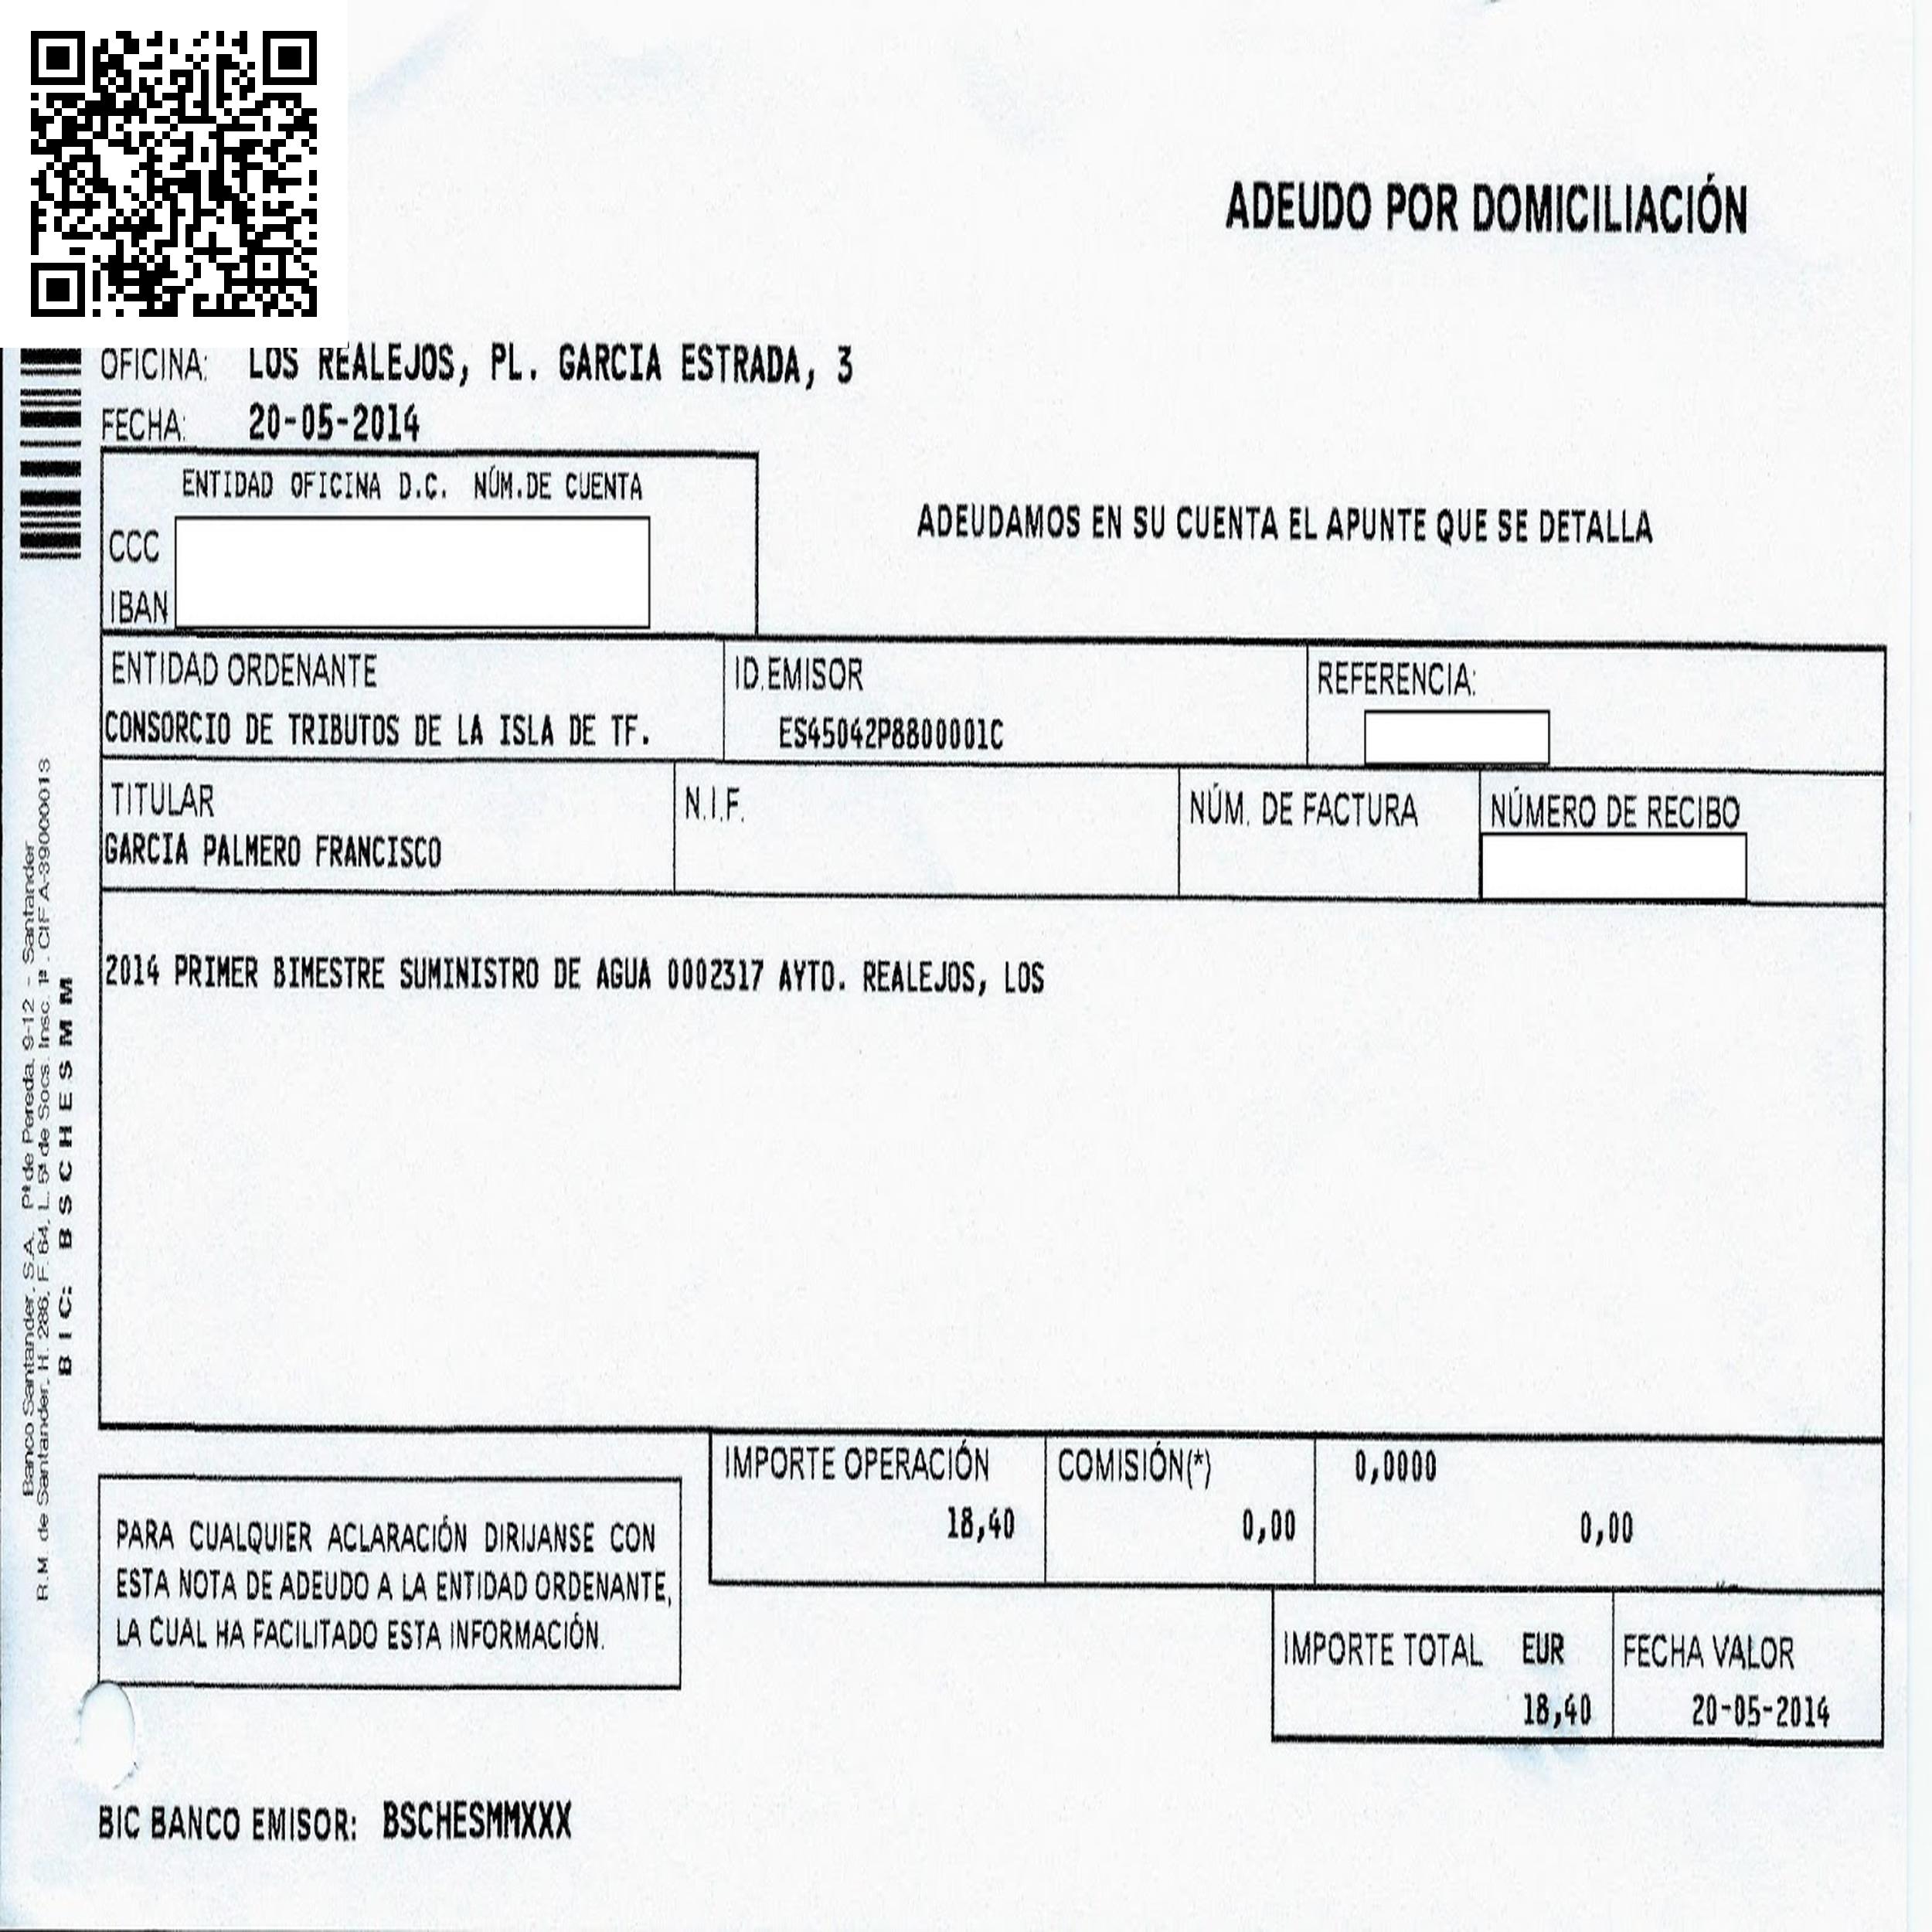 ADEUDO POR DOMICILIACIÓN
OFICINA: LOS REALEJOS, PL. GARCIA ESTRADA, 3
FECHA: 20-05-2014
ENTIDAD OFICINA D.C. NÚM.DE CUENTA
CCC
IBAN
ADEUDAMOS EN SU CUENTA EL APUNTE QUE SE DETALLA
ENTIDAD ORDENANTE
CONSORCIO DE TRIBUTOS DE LA ISLA DE TF.
ID.EMISOR
ES45042P8800001C
REFERENCIA:
TITULAR
GARCIA PALMERO FRANCISCO
N.I.F.
NÚM. DE FACTURA
NÚMERO DE RECIBO
2014 PRIMER BIMESTRE SUMINISTRO DE AGUA 0002317 AYTO. REALEJOS, LOS
IMPORTE OPERACIÓN
18,40
COMISIÓN(*)
0,00
0,0000
0,00
PARA CUALQUIER ACLARACIÓN DIRIJANSE CON
ESTA NOTA DE ADEUDO A LA ENTIDAD ORDENANTE,
LA CUAL HA FACILITADO ESTA INFORMACIÓN.
IMPORTE TOTAL EUR
18,40
FECHA VALOR
20-05-2014
BIC BANCO EMISOR: BSCHESMMXXX
Banco Santander, S.A. Pº de Pereda, 9-12 - Santander
R.M. de Santander, H. 286, F. 64, L. 5º de Socs. Insc. 1ª. CIF A-39000013
BIC: BSCHESMM